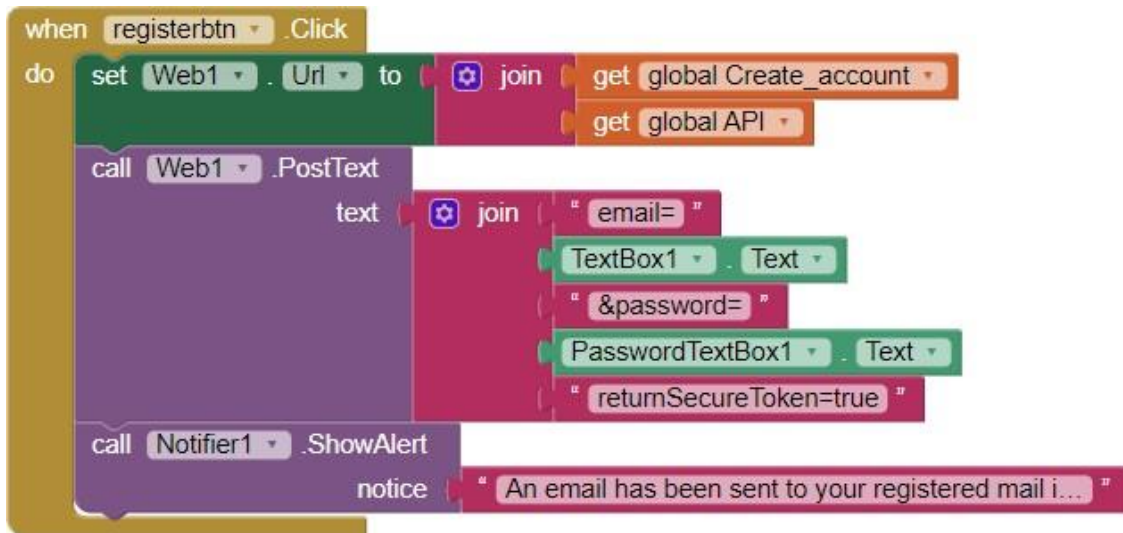 when registerbtn .Click
do set Web1 . Url to join get global Create_account
get global API
call Web1 .PostText
text join " email= "
TextBox1 . Text
" &password= "
PasswordTextBox1 . Text
" returnSecureToken=true "
call Notifier1 .ShowAlert
notice " An email has been sent to your registered mail i... "